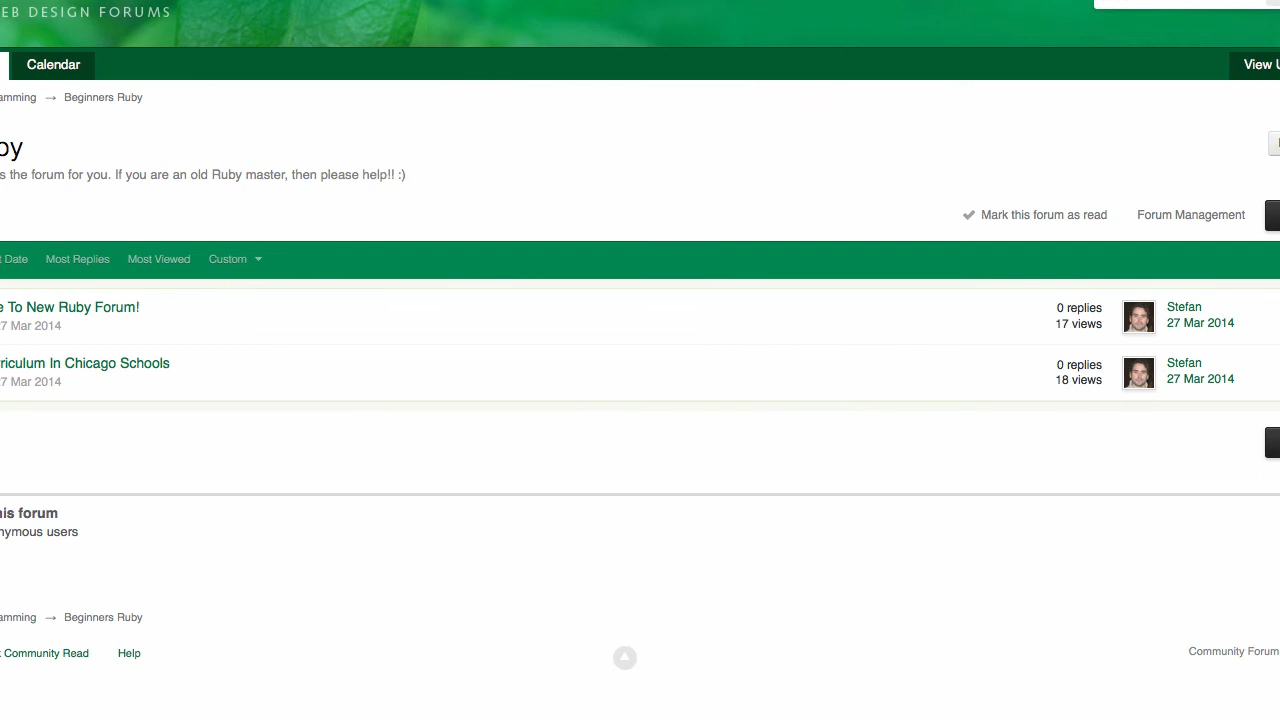 EB DESIGN FORUMS
Calendar
View U
amming → Beginners Ruby
by
s the forum for you. If you are an old Ruby master, then please help!! :)
Mark this forum as read Forum Management
t Date Most Replies Most Viewed Custom
e To New Ruby Forum!
27 Mar 2014
0 replies
17 views
Stefan
27 Mar 2014
riculum In Chicago Schools
27 Mar 2014
0 replies
18 views
Stefan
27 Mar 2014
his forum
nymous users
amming → Beginners Ruby
Community Read Help
Community Forum